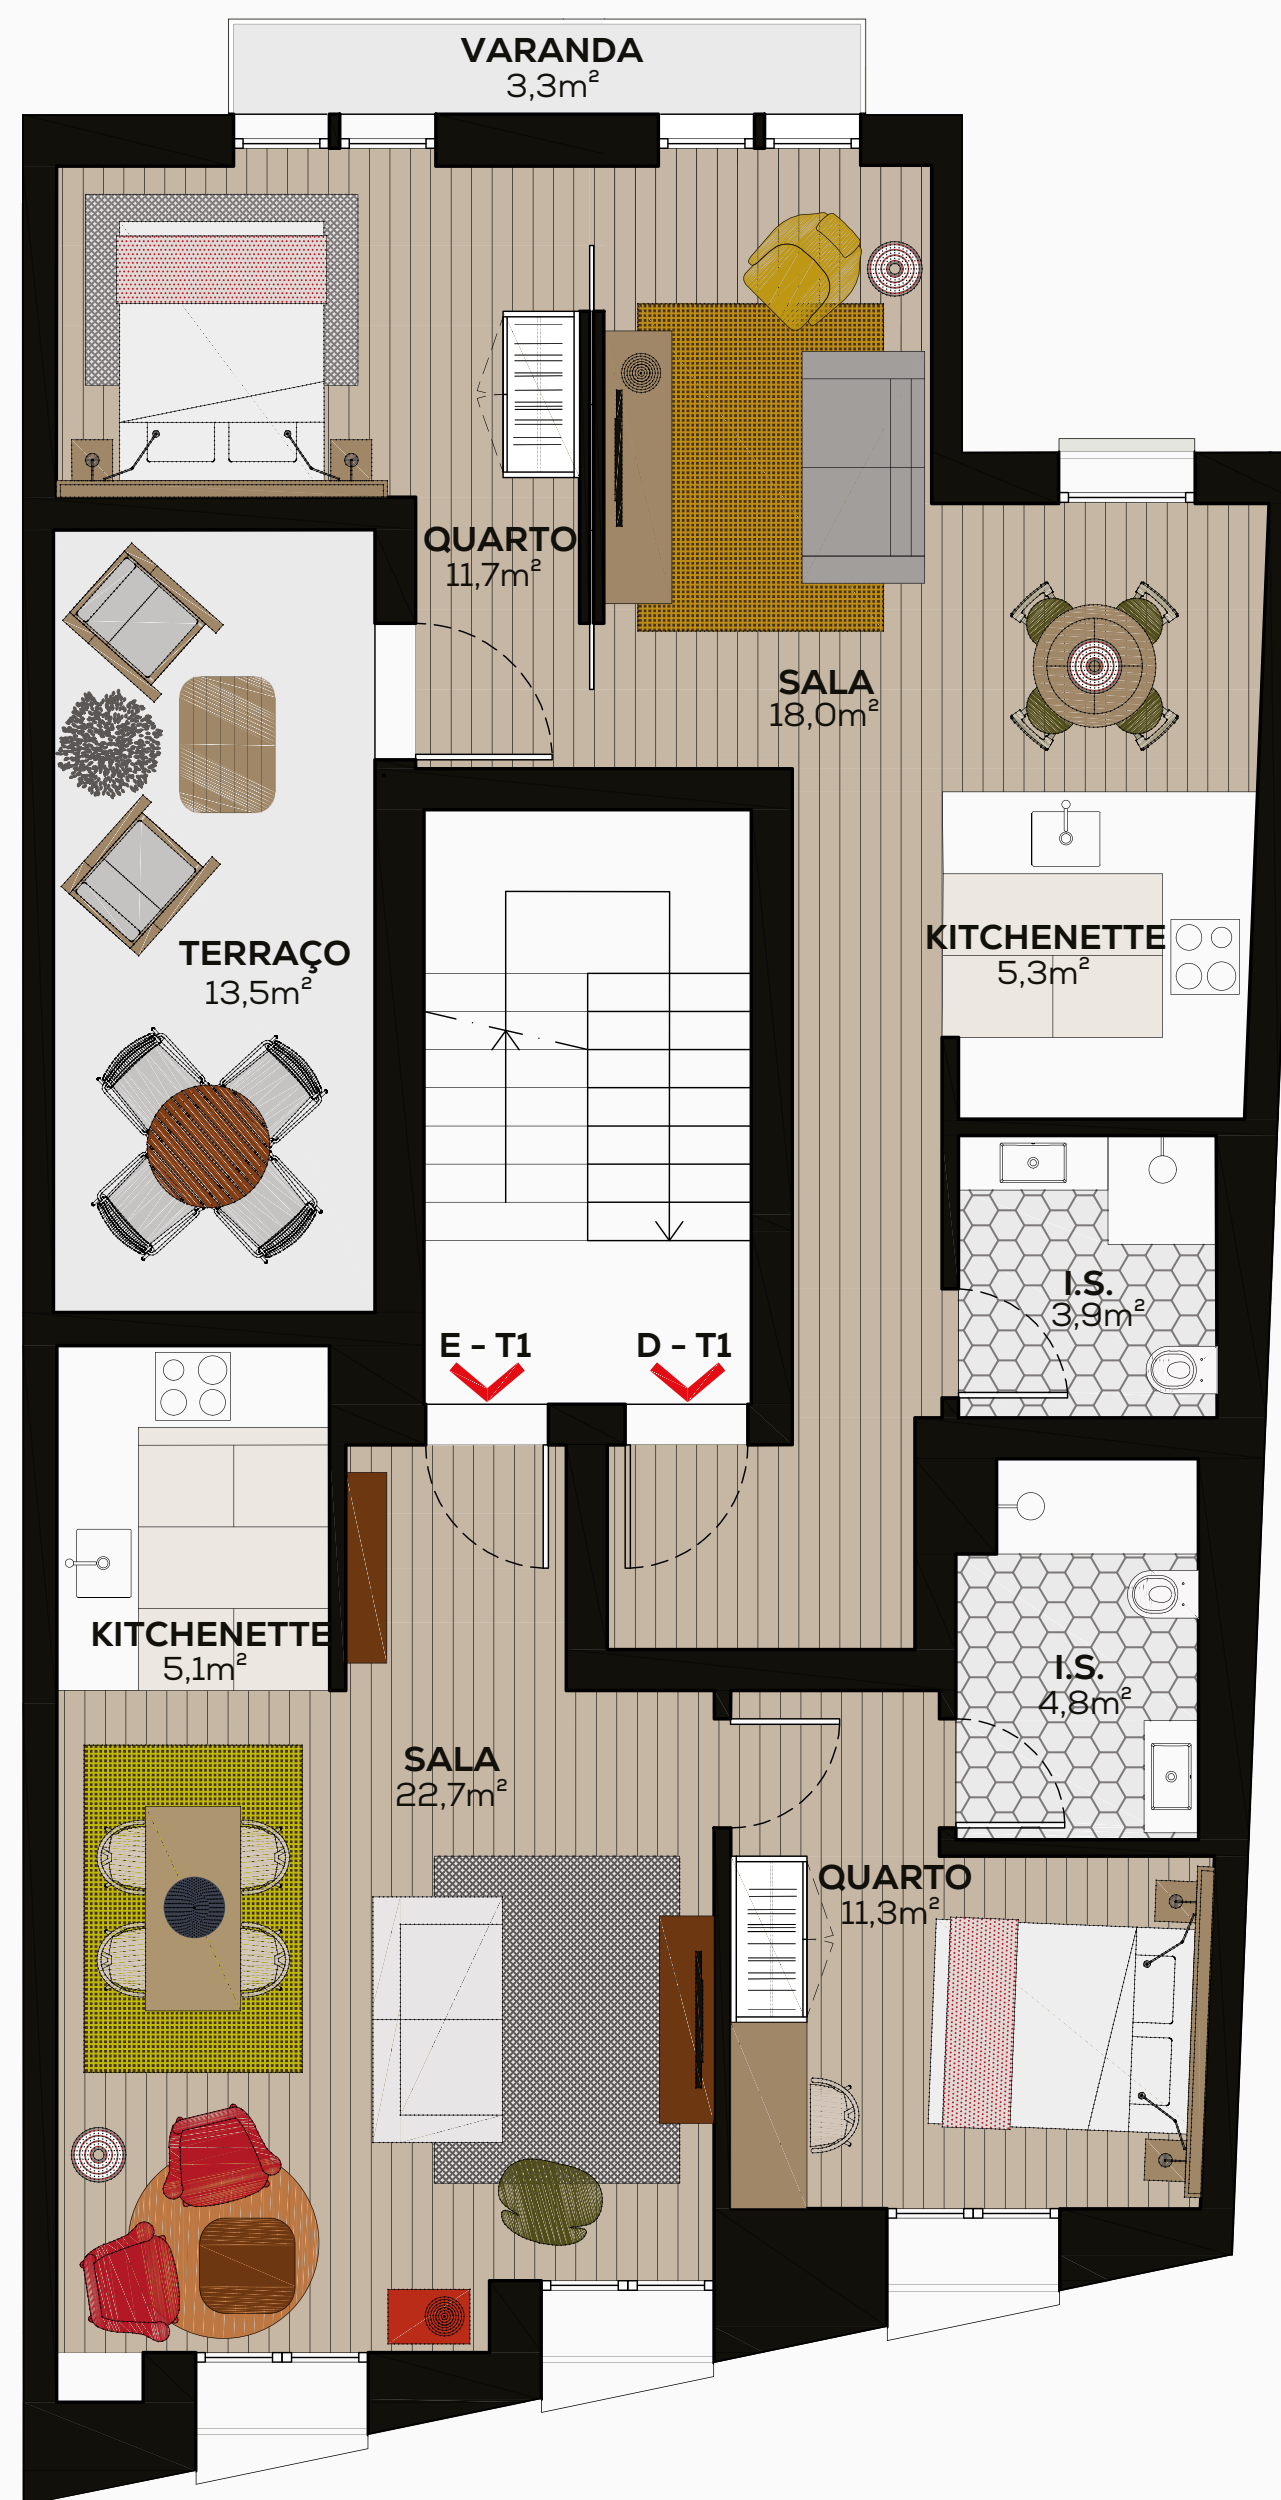 VARANDA
3,3m²
QUARTO
11,7m²
SALA
18,0m²
KITCHENETTE
5,3m²
TERRAÇO
13,5m²
I.S.
3,9m²
E - T1
D - T1
KITCHENETTE
5,1m²
I.S.
4,8m²
SALA
22,7m²
QUARTO
11,3m²